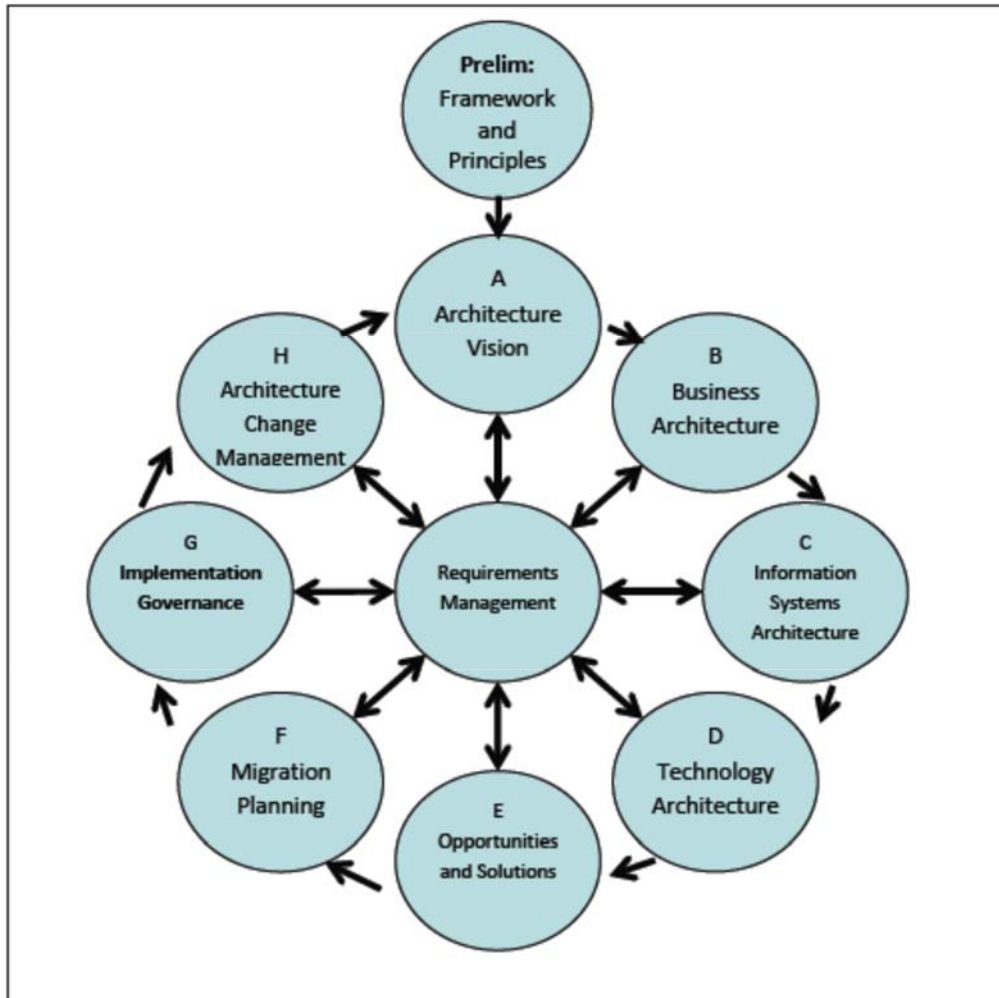 Prelim:
Framework
and
Principles
A
Architecture
Vision
B
Business
Architecture
C
Information
Systems
Architecture
D
Technology
Architecture
E
Opportunities
and Solutions
F
Migration
Planning
G
Implementation
Governance
H
Architecture
Change
Management
Requirements
Management